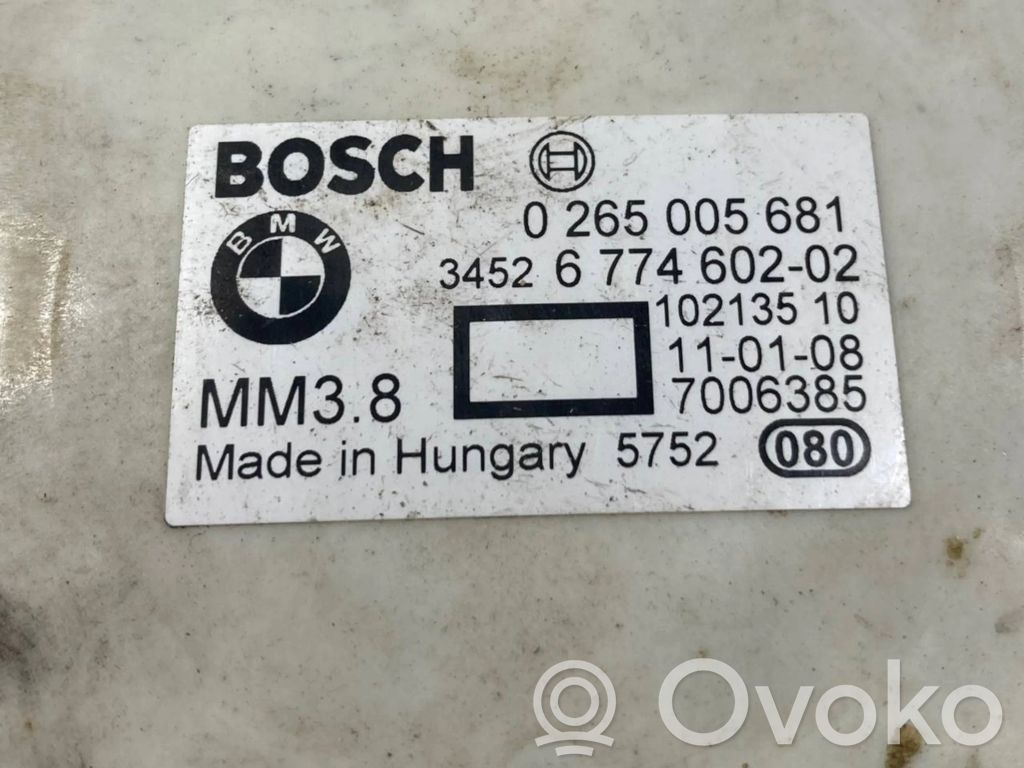 BOSCH
BMW
0 265 005 681
3452 6 774 602-02
102135 10
11-01-08
7006385
MM3.8
Made in Hungary 5752 080
Ovoko